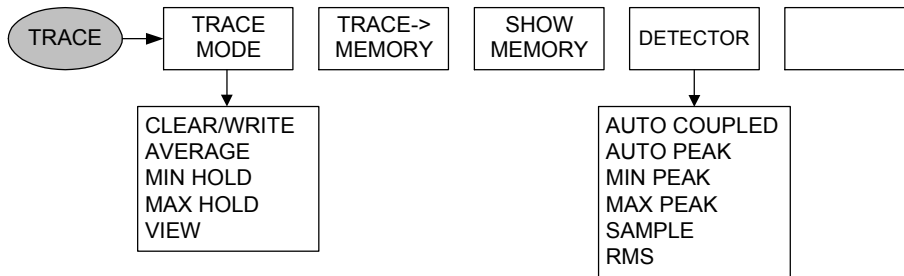 TRACE
TRACE
MODE
TRACE->
MEMORY
SHOW
MEMORY
DETECTOR
CLEAR/WRITE
AVERAGE
MIN HOLD
MAX HOLD
VIEW
AUTO COUPLED
AUTO PEAK
MIN PEAK
MAX PEAK
SAMPLE
RMS